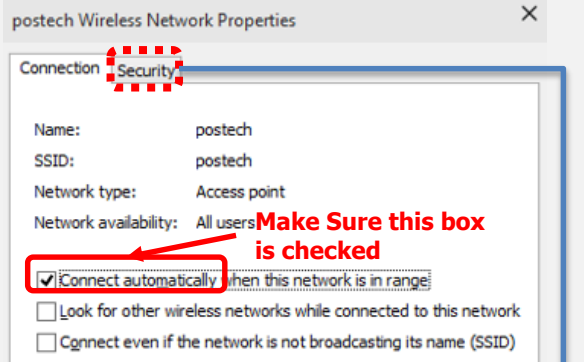 postech Wireless Network Properties
Connection Security
Name: postech
SSID: postech
Network type: Access point
Network availability: All users
Make Sure this box
is checked
Connect automatically when this network is in range
Look for other wireless networks while connected to this network
Connect even if the network is not broadcasting its name (SSID)